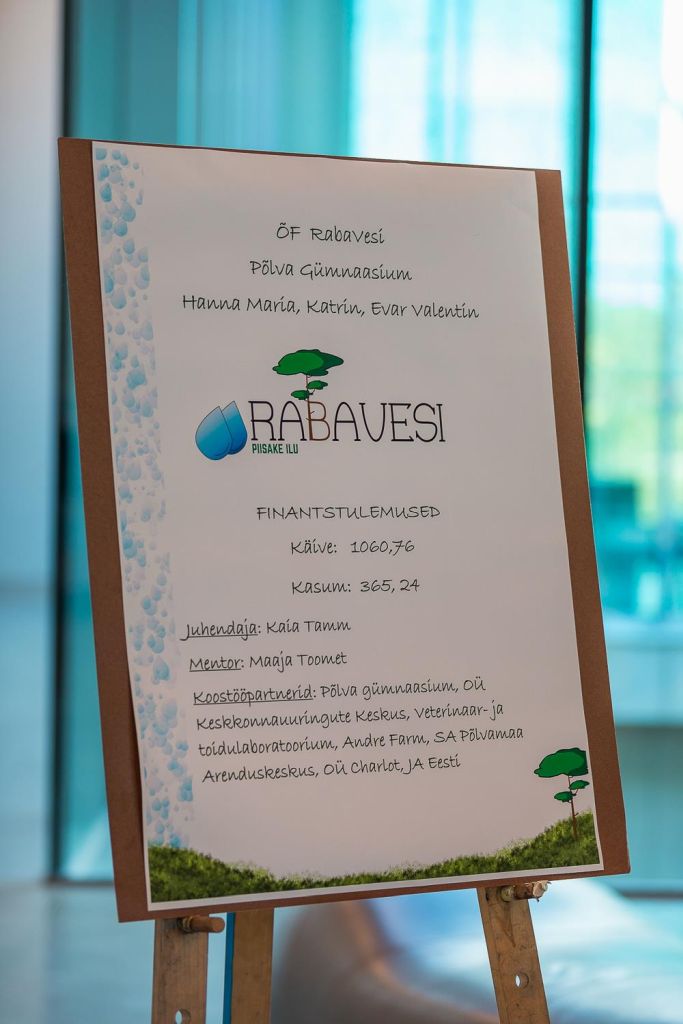 ÕF RabaVesi
Põlva Gümnaasium
Hanna Maria, Katrin, Evar Valentin
RABAVESI
PIISAKE ILU
FINANTSTULEMUSED
Käive: 1060,76
Kasum: 365, 24
Juhendaja: Kaia Tamm
Mentor: Maaja Toomet
Koostööpartnerid: Põlva gümnaasium, OÜ
Keskkonnauuringute Keskus, Veterinaar- ja
toidulaboratoorium, Andre Farm, SA Põlvamaa
Arenduskeskus, OÜ Charlot, JA Eesti